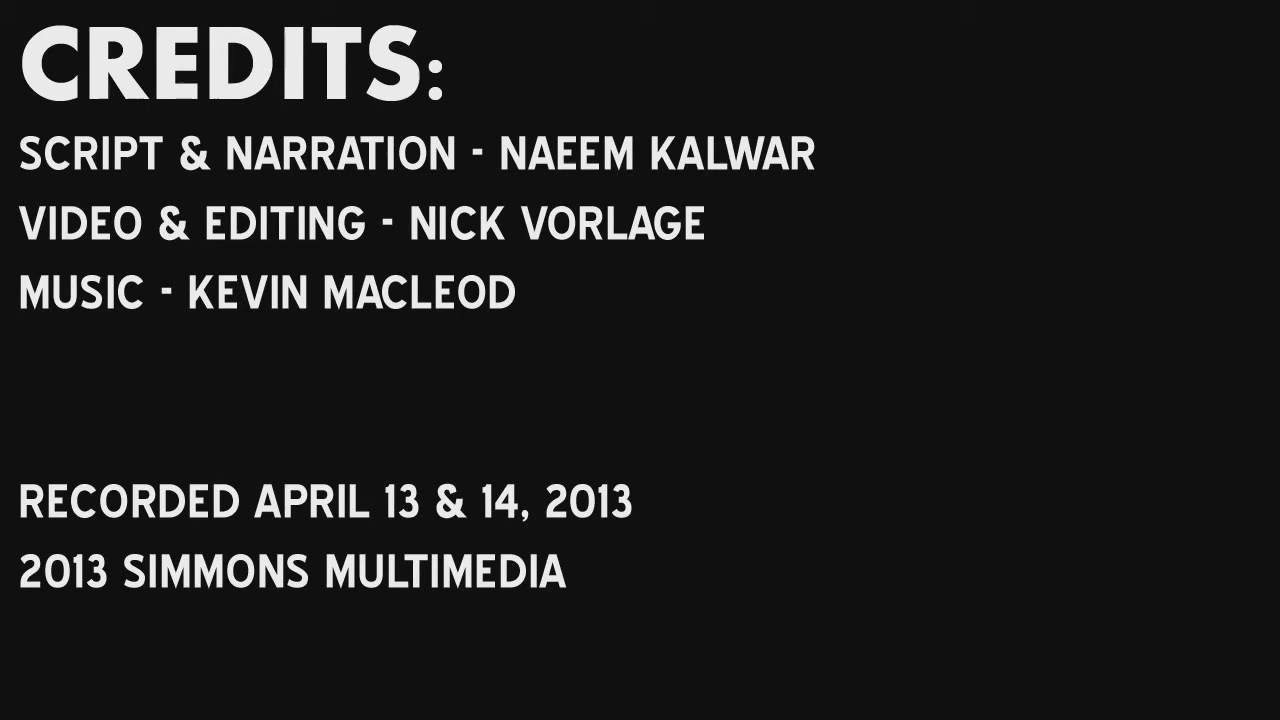 CREDITS:
SCRIPT & NARRATION - NAEEM KALWAR
VIDEO & EDITING - NICK VORLAGE
MUSIC - KEVIN MACLEOD
RECORDED APRIL 13 & 14, 2013
2013 SIMMONS MULTIMEDIA